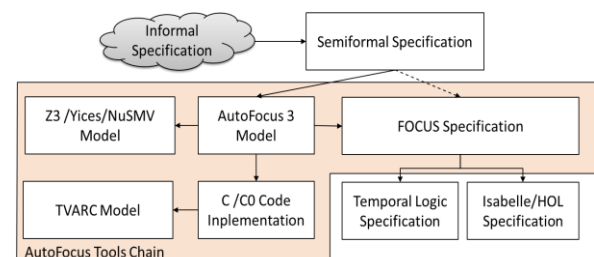 Informal
Specification
Semiformal Specification
Z3 /Yices/NuSMV
Model
AutoFocus 3
Model
FOCUS Specification
TVARC Model
C /C0 Code
Inplementation
Temporal Logic
Specification
Isabelle/HOL
Specification
AutoFocus Tools Chain